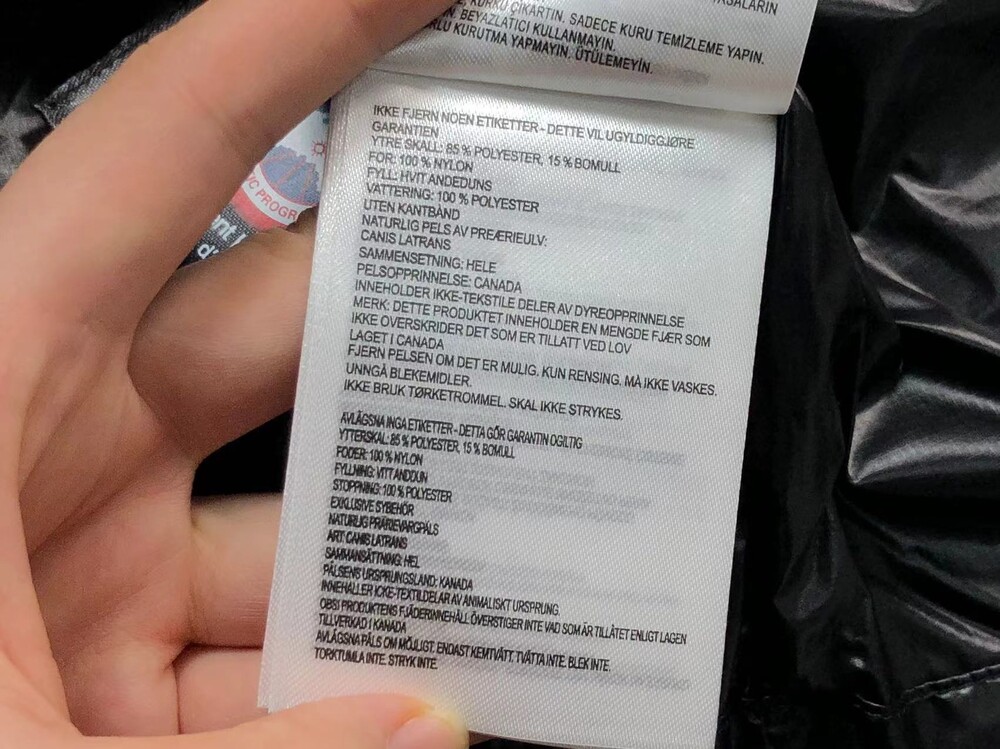 KURKU ÇIKARTIN. SADECE KURU TEMİZLEME YAPIN.
BEYAZLATICI KULLANMAYIN.
KURUTMA YAPMAYIN. ÜTÜLEMEYİN.
IKKE FJERN NOEN ETIKETTER - DETTE VIL UGYLDIGGJØRE
GARANTIEN
YTRE SKALL: 85 % POLYESTER, 15 % BOMULL
FOR: 100 % NYLON
FYLL: HVIT ANDEDUNS
VATTERING: 100 % POLYESTER
UTEN KANTBÅND
NATURLIG PELS AV PREÆRIEULV:
CANIS LATRANS
SAMMENSETNING: HELE
PELSOPPRINNELSE: CANADA
INNEHOLDER IKKE-TEKSTILE DELER AV DYREOPPRINNELSE
MERK: DETTE PRODUKTET INNEHOLDER EN MENGDE FJÆR SOM
IKKE OVERSKRIDER DET SOM ER TILLATT VED LOV
LAGET I CANADA
FJERN PELSEN OM DET ER MULIG. KUN RENSING. MÅ IKKE VASKES.
UNNGÅ BLEKEMIDLER.
IKKE BRUK TØRKETROMMEL. SKAL IKKE STRYKES.
AVLÄGSNA INGA ETIKETTER - DETTA GÖR GARANTIN OGILTIG
YTTERSKAL: 85 % POLYESTER, 15 % BOMULL
FODER: 100 % NYLON
FYLLNING: VITT ANDDUN
STOPPNING: 100 % POLYESTER
EXKLUSIVE SYBEHÖR
NATURLIG PRÄRIEVARGPÄLS
ART: CANIS LATRANS
SAMMANSÄTTNING: HEL
PÄLSENS URSPRUNGSLAND: KANADA
INNEHÅLLER ICKE-TEXTILDELAR AV ANIMALISKT URSPRUNG.
OBS! PRODUKTENS FJÄDERINNEHÅLL ÖVERSTIGER INTE VAD SOM ÄR TILLÅTET ENLIGT LAGEN
TILLVERKAD I KANADA
AVLÄGSNA PÄLS OM MÖJLIGT. ENDAST KEMTVÄTT. TVÄTTA INTE. BLEK INTE.
TORKTUMLA INTE. STRYK INTE.